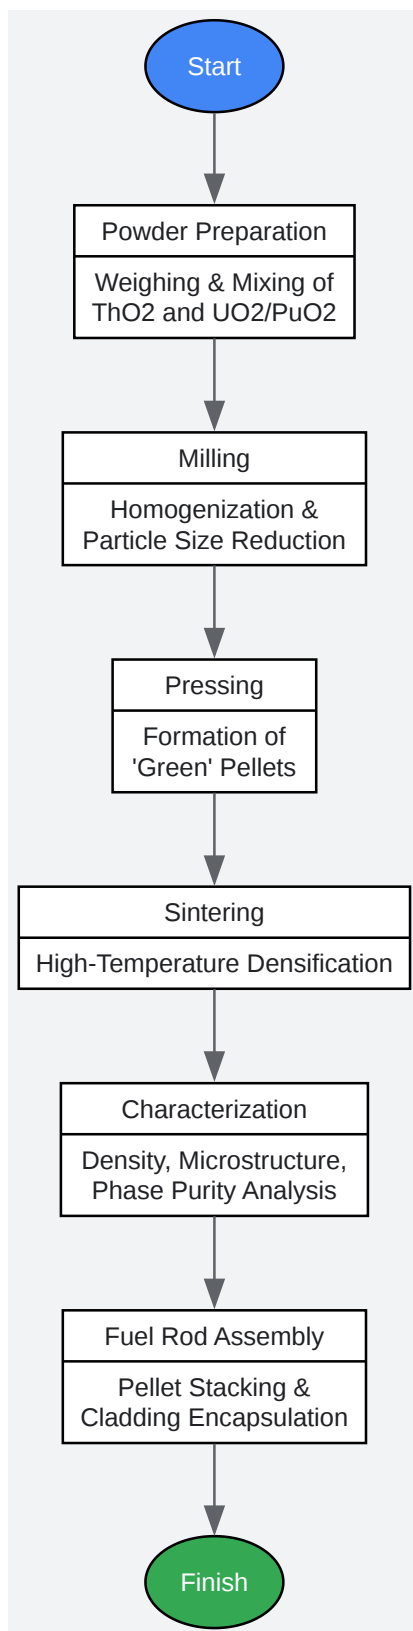 Start
Powder Preparation
Weighing & Mixing of
ThO2 and UO2/PuO2
Milling
Homogenization &
Particle Size Reduction
Pressing
Formation of
'Green' Pellets
Sintering
High-Temperature Densification
Characterization
Density, Microstructure,
Phase Purity Analysis
Fuel Rod Assembly
Pellet Stacking &
Cladding Encapsulation
Finish